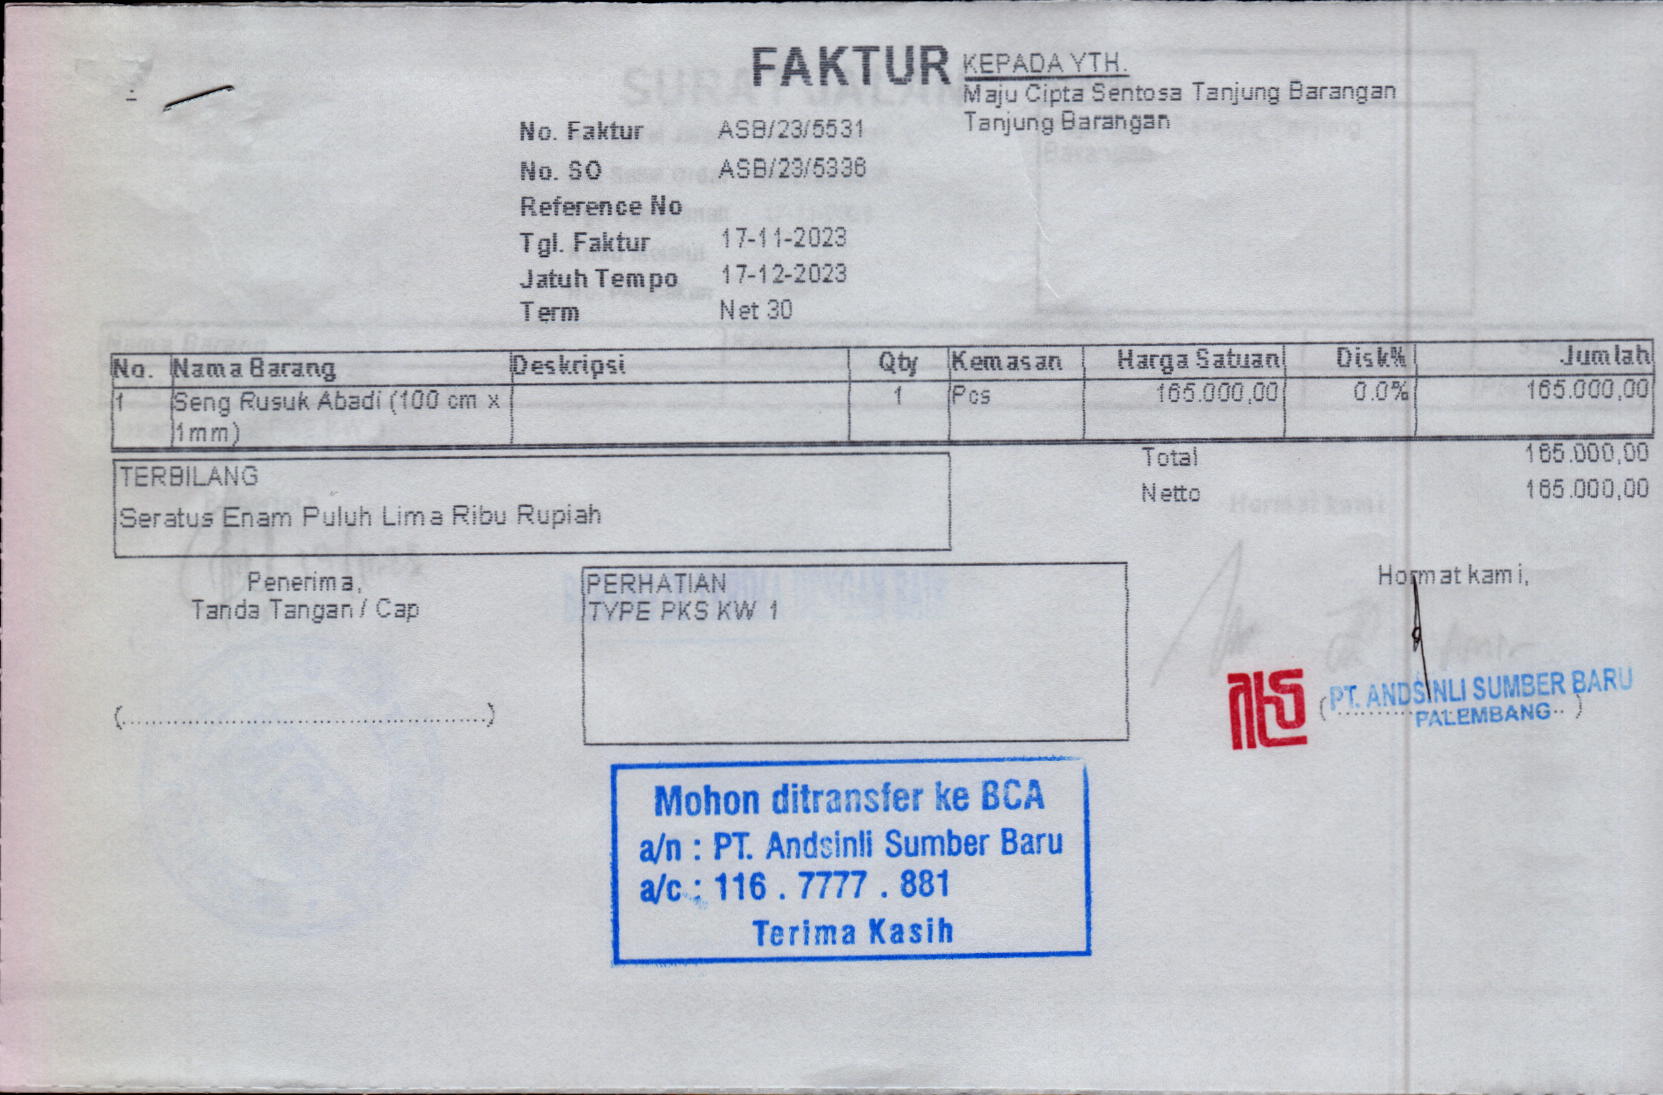 FAKTUR
KEPADA YTH.
Maju Cipta Sentosa Tanjung Barangan
Tanjung Barangan
No. Faktur ASB/23/5531
No. SO ASB/23/5336
Reference No
Tgl. Faktur 17-11-2023
Jatuh Tempo 17-12-2023
Term Net 30
No. Nama Barang Deskripsi Qty Kemasan Harga Satuan Disk% Jumlah
1 Seng Rusuk Abadi (100 cm x 1 Pcs 165.000,00 0.0% 165.000,00
1mm)
Total 165.000,00
Netto 165.000,00
TERBILANG
Seratus Enam Puluh Lima Ribu Rupiah
Penerima,
Tanda Tangan / Cap
(........................................................)
PERHATIAN
TYPE PKS KW 1
Hormat kami,
PT. ANDSINLI SUMBER BARU
PALEMBANG
Mohon ditransfer ke BCA
a/n : PT. Andsinli Sumber Baru
a/c : 116 . 7777 . 881
Terima Kasih